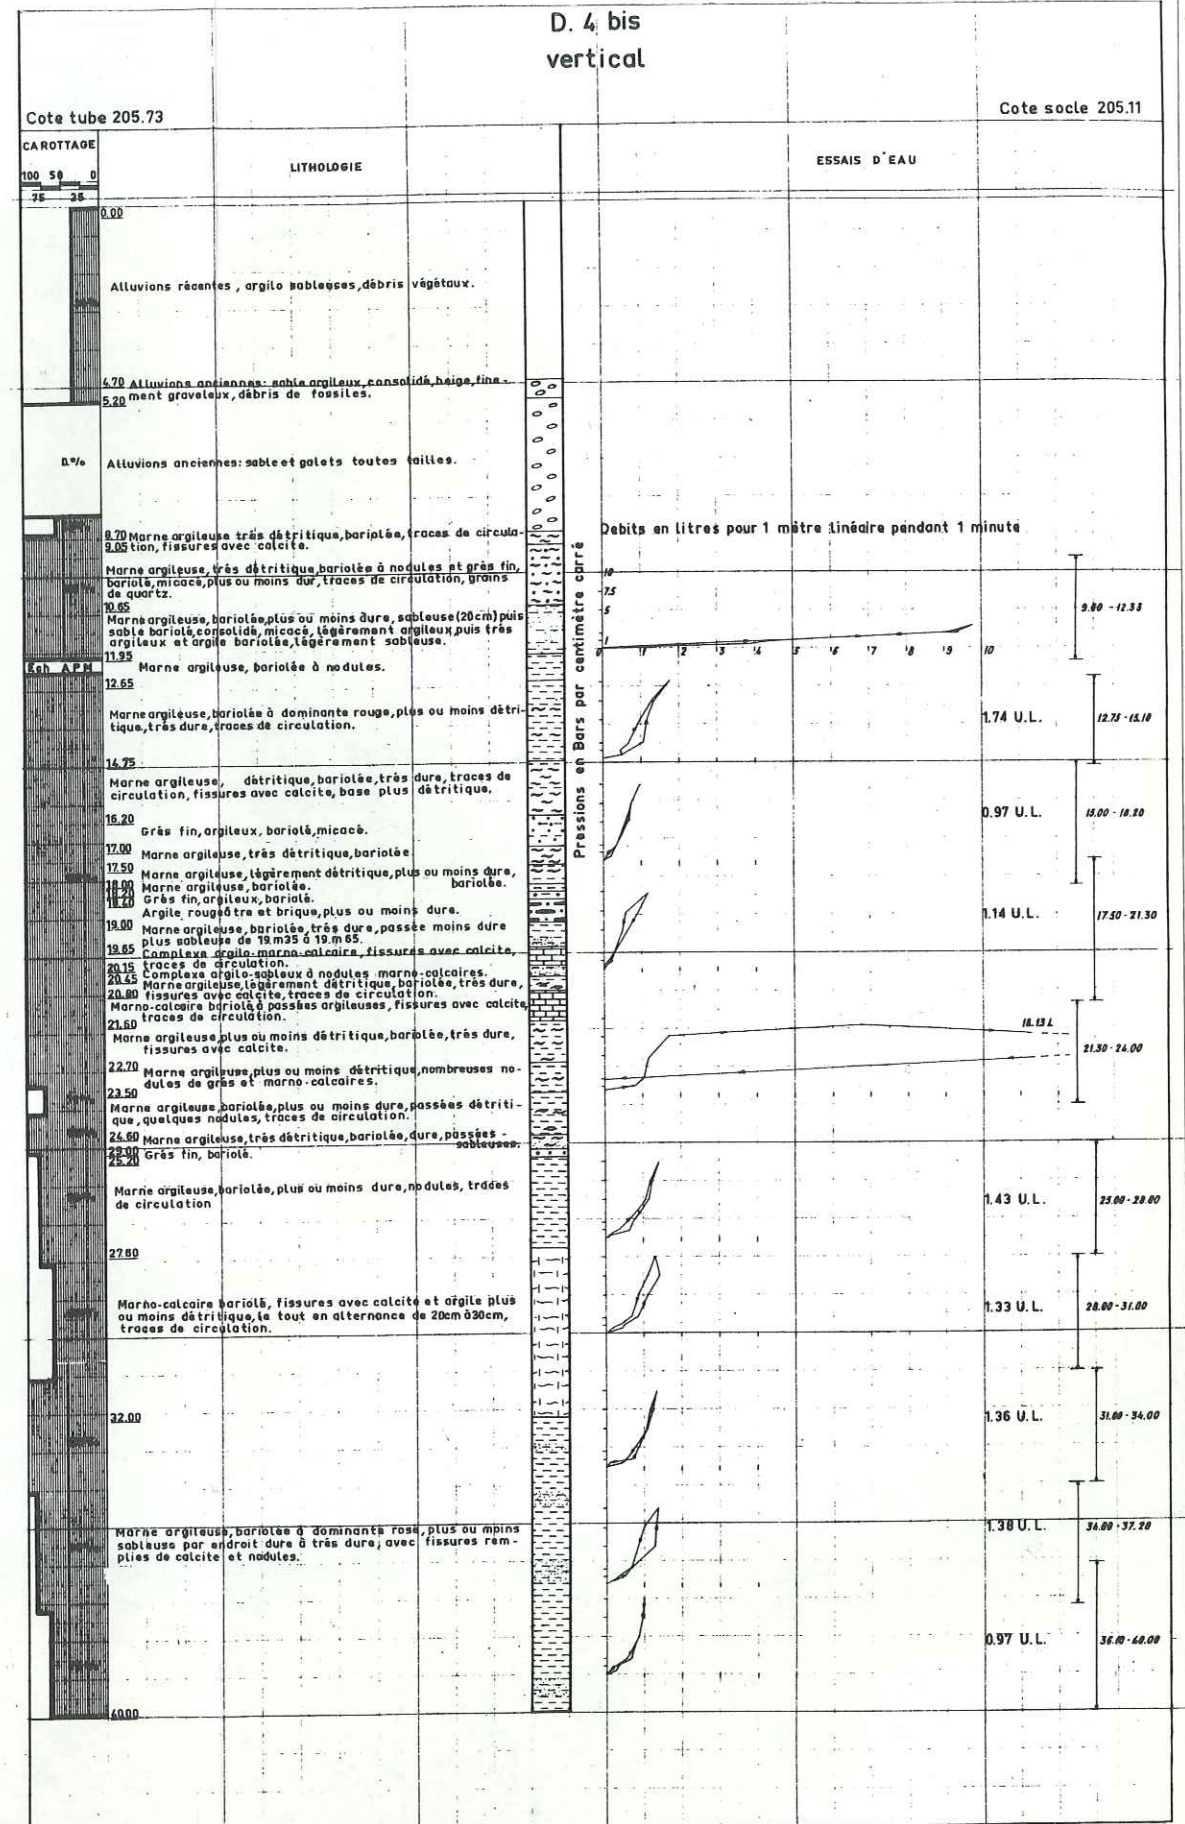 D. 4 bis
vertical
Cote tube 205.73
Cote socle 205.11
CAROTTAGE
LITHOLOGIE
ESSAIS D'EAU
100 50 0
75 25
0.00
Alluvions récentes, argilo sableuses, débris végétaux.
4.70 Alluvions anciennes: sable argileux, consolidé, beige, fine-
ment graveleux, débris de fossiles.
5.20
0.%
Alluvions anciennes: sable et galets toutes tailles.
8.70 Marne argileuse très détritique, bariolée, traces de circula-
9.05 tion, fissures avec calcite.
Debits en litres pour 1 métre linéaire pendant 1 minute
Pressions en Bars par centimétre carré
Marne argileuse, très détritique, bariolée à nodules et grés fin,
bariolé, micacé, plus ou moins dur, traces de circulation, grains
de quartz.
10
7.5
5
1
0 1 2 3 4 5 6 7 8 9 10
9.00 - 12.33
10.65
Marne argileuse, bariolée, plus ou moins dure, sableuse (20cm) puis
sable bariolé, consolidé, micacé, légèrement argileux, puis très
argileux et argile bariolée, légèrement sableuse.
11.95
Ech APM
Marne argileuse, bariolée à nodules.
12.65
Marne argileuse, bariolée à dominante rouge, plus ou moins détri-
tique, très dure, traces de circulation.
1.74 U.L.
12.75 - 15.10
14.75
Marne argileuse, détritique, bariolée, très dure, traces de
circulation, fissures avec calcite, base plus détritique.
0.97 U.L.
15.00 - 18.20
16.20
Grés fin, argileux, bariolé, micacé.
17.00
Marne argileuse, très détritique, bariolée
17.50
Marne argileuse, légèrement détritique, plus ou moins dure,
bariolée.
18.00 Marne argileuse, bariolée.
18.20 Grés fin, argileux, bariolé.
Argile rougeâtre et brique, plus ou moins dure.
1.14 U.L.
17.50 - 21.30
19.00 Marne argileuse, bariolée, très dure, passée moins dure
plus sableuse de 19.m35 à 19.m65.
19.65 Complexe argilo-marno-calcaire, fissures avec calcite,
traces de circulation.
20.15 Complexe argilo-sableux à nodules marno-calcaires.
20.45 Marne argileuse, légèrement détritique, bariolée, très dure,
20.80 fissures avec calcite, traces de circulation.
Marno-calcaire bariolé à passées argileuses, fissures avec calcite,
traces de circulation.
21.60
18.13 L
Marne argileuse plus ou moins détritique, bariolée, très dure,
fissures avec calcite.
21.30 - 24.00
22.70 Marne argileuse, plus ou moins détritique, nombreuses no-
dules de grés et marno-calcaires.
23.50
Marne argileuse, bariolée, plus ou moins dure, passées détriti-
que, quelques nodules, traces de circulation.
24.60 Marne argileuse, très détritique, bariolée, dure, passées -
sableuses.
Grés fin, bariolé.
25.20
Marne argileuse, bariolée, plus ou moins dure, nodules, traces
de circulation
1.43 U.L.
25.00 - 28.00
27.60
Marno-calcaire bariolé, fissures avec calcite et argile plus
ou moins détritique, le tout en alternance de 20cm à 30cm,
traces de circulation.
1.33 U.L.
28.00 - 31.00
32.00
1.36 U.L.
31.00 - 34.00
Marne argileuse, bariolée à dominante rose, plus ou moins
sableuse par endroit dure à très dure, avec fissures rem-
plies de calcite et nodules.
1.38 U.L.
34.00 - 37.20
0.97 U.L.
40.00